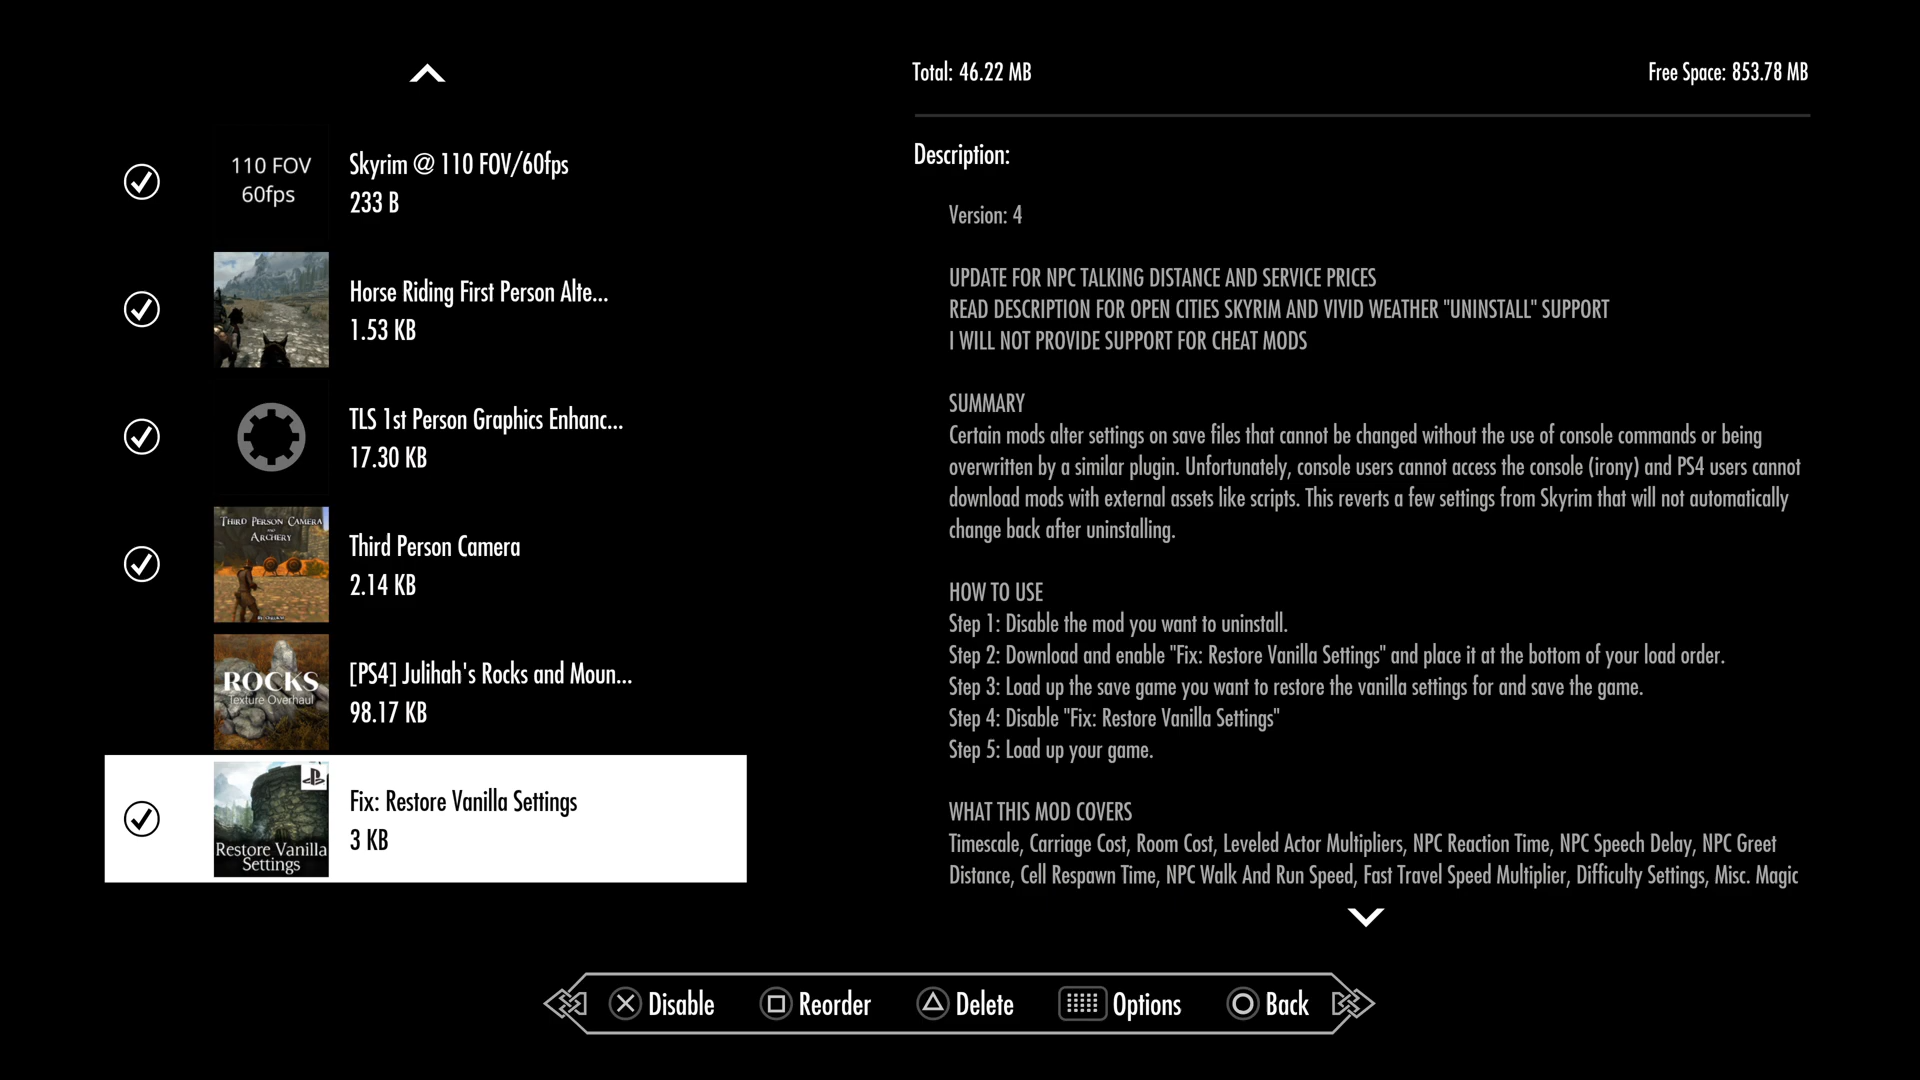 Total: 46.22 MB
Free Space: 853.78 MB
110 FOV
60fps
Skyrim @ 110 FOV/60fps
233 B
Horse Riding First Person Alte...
1.53 KB
TLS 1st Person Graphics Enhanc...
17.30 KB
THIRD PERSON CAMERA
ARCHERY
Third Person Camera
2.14 KB
ROCKS
Texture Overhaul
[PS4] Julihah's Rocks and Moun...
98.17 KB
Restore Vanilla
Settings
Fix: Restore Vanilla Settings
3 KB
Description:
Version: 4
UPDATE FOR NPC TALKING DISTANCE AND SERVICE PRICES
READ DESCRIPTION FOR OPEN CITIES SKYRIM AND VIVID WEATHER "UNINSTALL" SUPPORT
I WILL NOT PROVIDE SUPPORT FOR CHEAT MODS
SUMMARY
Certain mods alter settings on save files that cannot be changed without the use of console commands or being
overwritten by a similar plugin. Unfortunately, console users cannot access the console (irony) and PS4 users cannot
download mods with external assets like scripts. This reverts a few settings from Skyrim that will not automatically
change back after uninstalling.
HOW TO USE
Step 1: Disable the mod you want to uninstall.
Step 2: Download and enable "Fix: Restore Vanilla Settings" and place it at the bottom of your load order.
Step 3: Load up the save game you want to restore the vanilla settings for and save the game.
Step 4: Disable "Fix: Restore Vanilla Settings"
Step 5: Load up your game.
WHAT THIS MOD COVERS
Timescale, Carriage Cost, Room Cost, Leveled Actor Multipliers, NPC Reaction Time, NPC Speech Delay, NPC Greet
Distance, Cell Respawn Time, NPC Walk And Run Speed, Fast Travel Speed Multiplier, Difficulty Settings, Misc. Magic
Disable
Reorder
Delete
Options
Back